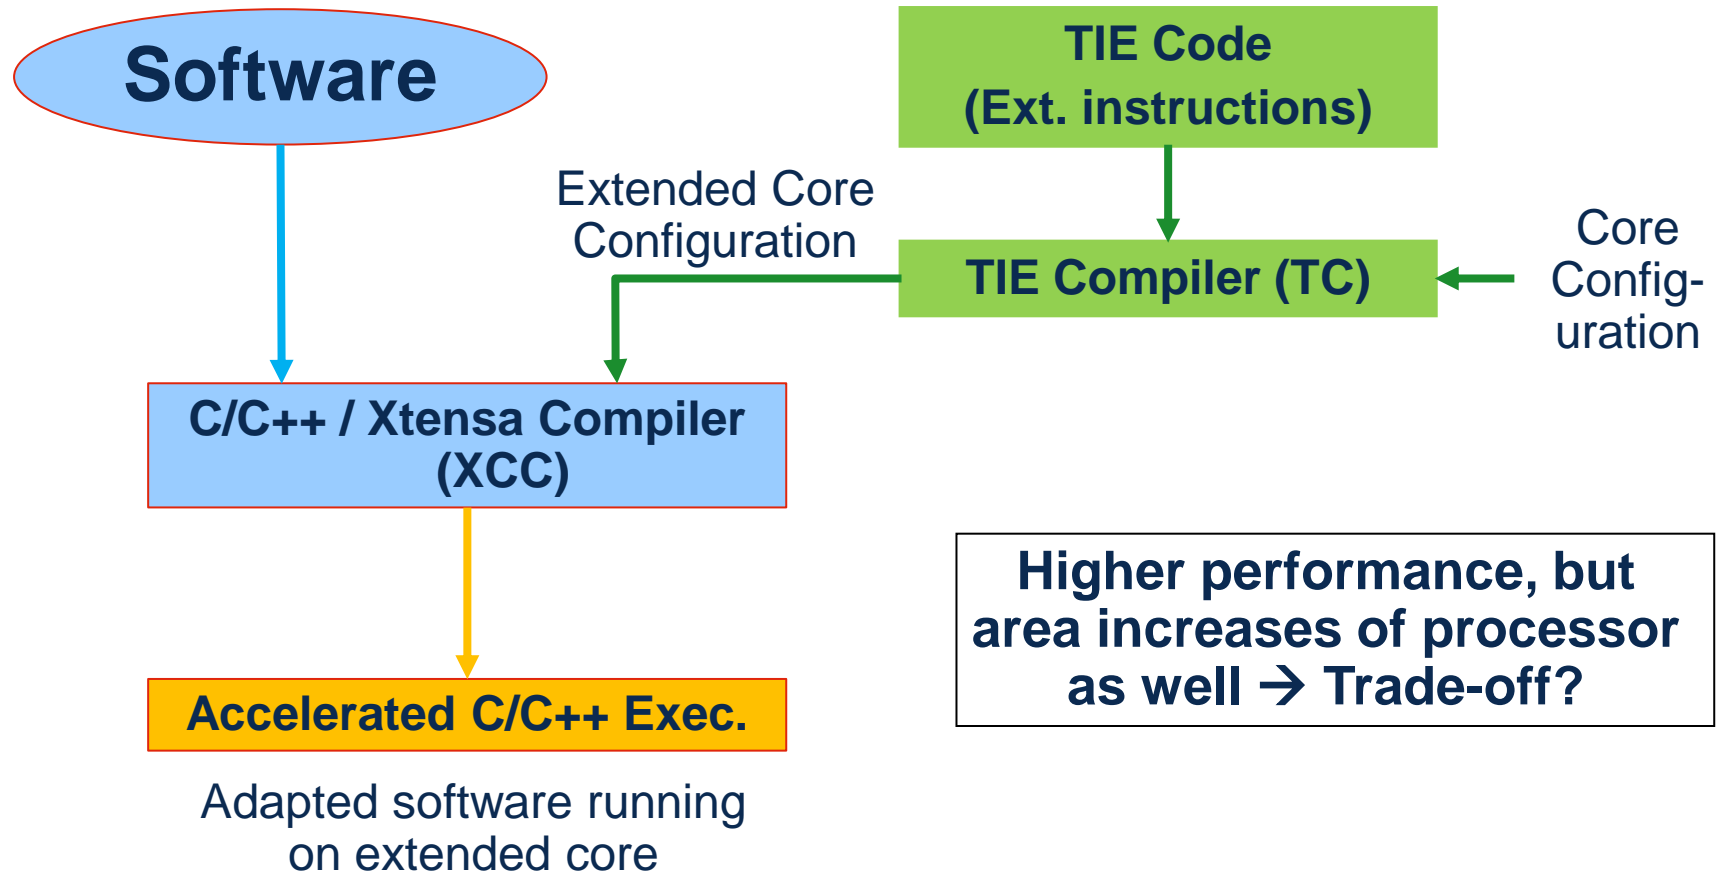 Software
TIE Code
(Ext. instructions)
Extended Core
Configuration
TIE Compiler (TC)
Core
Config-
uration
C/C++ / Xtensa Compiler
(XCC)
Higher performance, but
area increases of processor
as well → Trade-off?
Accelerated C/C++ Exec.
Adapted software running
on extended core